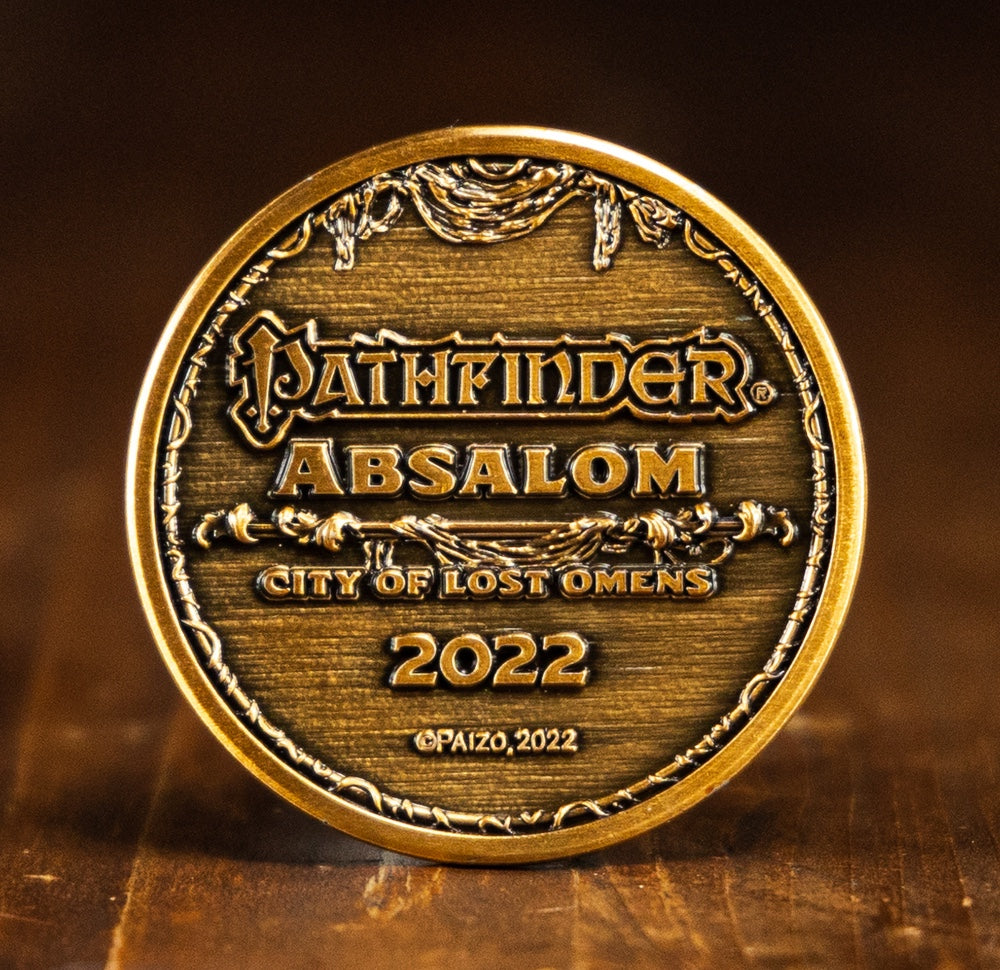 PATHFINDER®
ABSALOM
CITY OF LOST OMENS
2022
©PAIZO, 2022